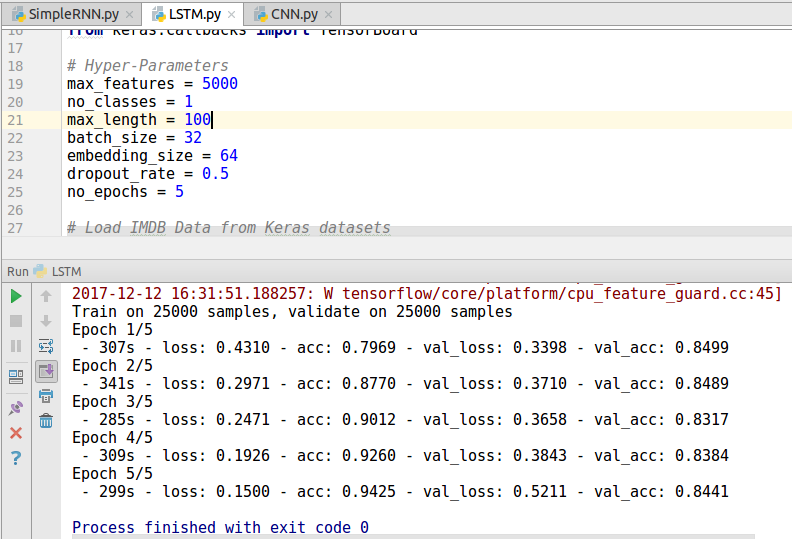 SimpleRNN.py LSTM.py CNN.py
16 from keras.callbacks import TensorBoard
17
18 # Hyper-Parameters
19 max_features = 5000
20 no_classes = 1
21 max_length = 100
22 batch_size = 32
23 embedding_size = 64
24 dropout_rate = 0.5
25 no_epochs = 5
26
27 # Load IMDB Data from Keras datasets
Run LSTM
2017-12-12 16:31:51.188257: W tensorflow/core/platform/cpu_feature_guard.cc:45]
Train on 25000 samples, validate on 25000 samples
Epoch 1/5
- 307s - loss: 0.4310 - acc: 0.7969 - val_loss: 0.3398 - val_acc: 0.8499
Epoch 2/5
- 341s - loss: 0.2971 - acc: 0.8770 - val_loss: 0.3710 - val_acc: 0.8489
Epoch 3/5
- 285s - loss: 0.2471 - acc: 0.9012 - val_loss: 0.3658 - val_acc: 0.8317
Epoch 4/5
- 309s - loss: 0.1926 - acc: 0.9260 - val_loss: 0.3843 - val_acc: 0.8384
Epoch 5/5
- 299s - loss: 0.1500 - acc: 0.9425 - val_loss: 0.5211 - val_acc: 0.8441
Process finished with exit code 0